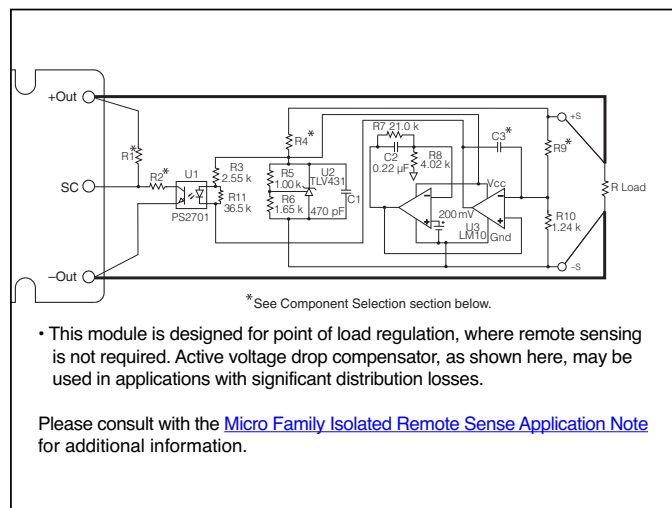 +Out
SC
–Out
R1*
R2*
U1
PS2701
R3
2.55 k
R11
36.5 k
R4*
R5
1.00 k
R6
1.65 k
U2
TLV431
470 pF
C1
R7 21.0 k
C2
0.22 µF
R8
4.02 k
C3*
Vcc
200 mV
U3
LM10
Gnd
R9*
R10
1.24 k
+S
–S
R Load
*See Component Selection section below.
• This module is designed for point of load regulation, where remote sensing
is not required. Active voltage drop compensator, as shown here, may be
used in applications with significant distribution losses.
Please consult with the Micro Family Isolated Remote Sense Application Note
for additional information.